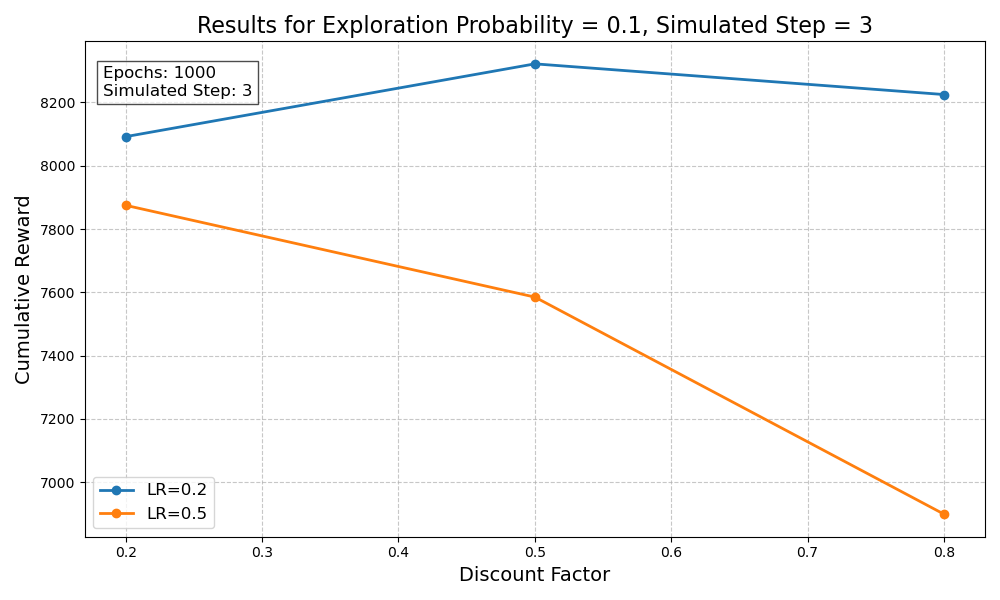 Results for Exploration Probability = 0.1, Simulated Step = 3
Epochs: 1000
Simulated Step: 3
Cumulative Reward
8200
8000
7800
7600
7400
7200
7000
LR=0.2
LR=0.5
0.2 0.3 0.4 0.5 0.6 0.7 0.8
Discount Factor